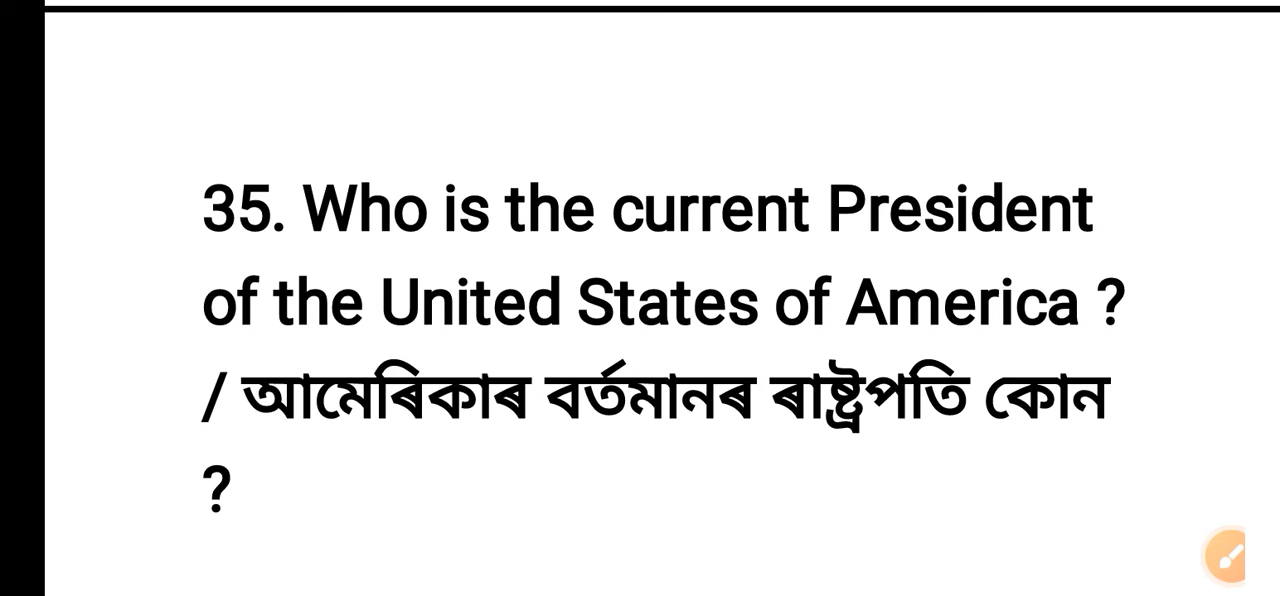 35. Who is the current President
of the United States of America ?
/ আমেৰিকাৰ বৰ্তমানৰ ৰাষ্ট্ৰপতি কোন
?